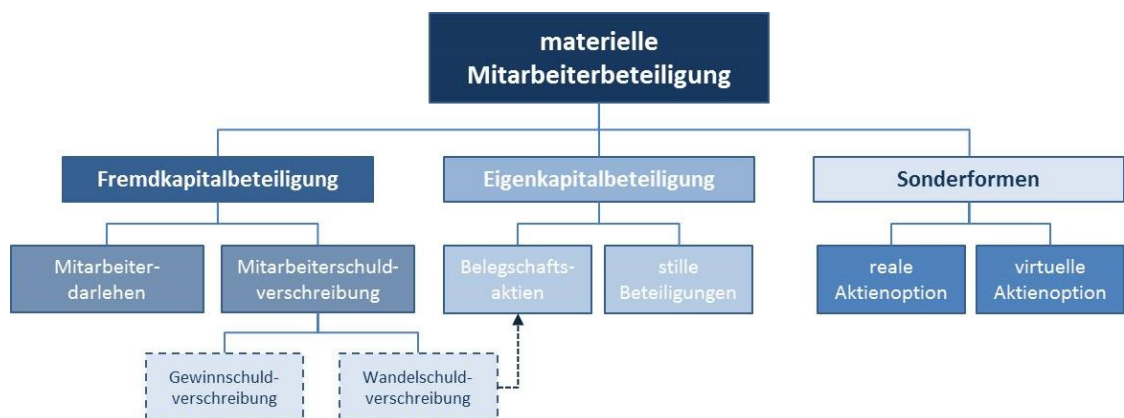 materielle
Mitarbeiterbeteiligung
Fremdkapitalbeteiligung
Eigenkapitalbeteiligung
Sonderformen
Mitarbeiter-
darlehen
Mitarbeiterschuld-
verschreibung
Belegschafts-
aktien
stille
Beteiligungen
reale
Aktienoption
virtuelle
Aktienoption
Gewinnschuld-
verschreibung
Wandelschuld-
verschreibung